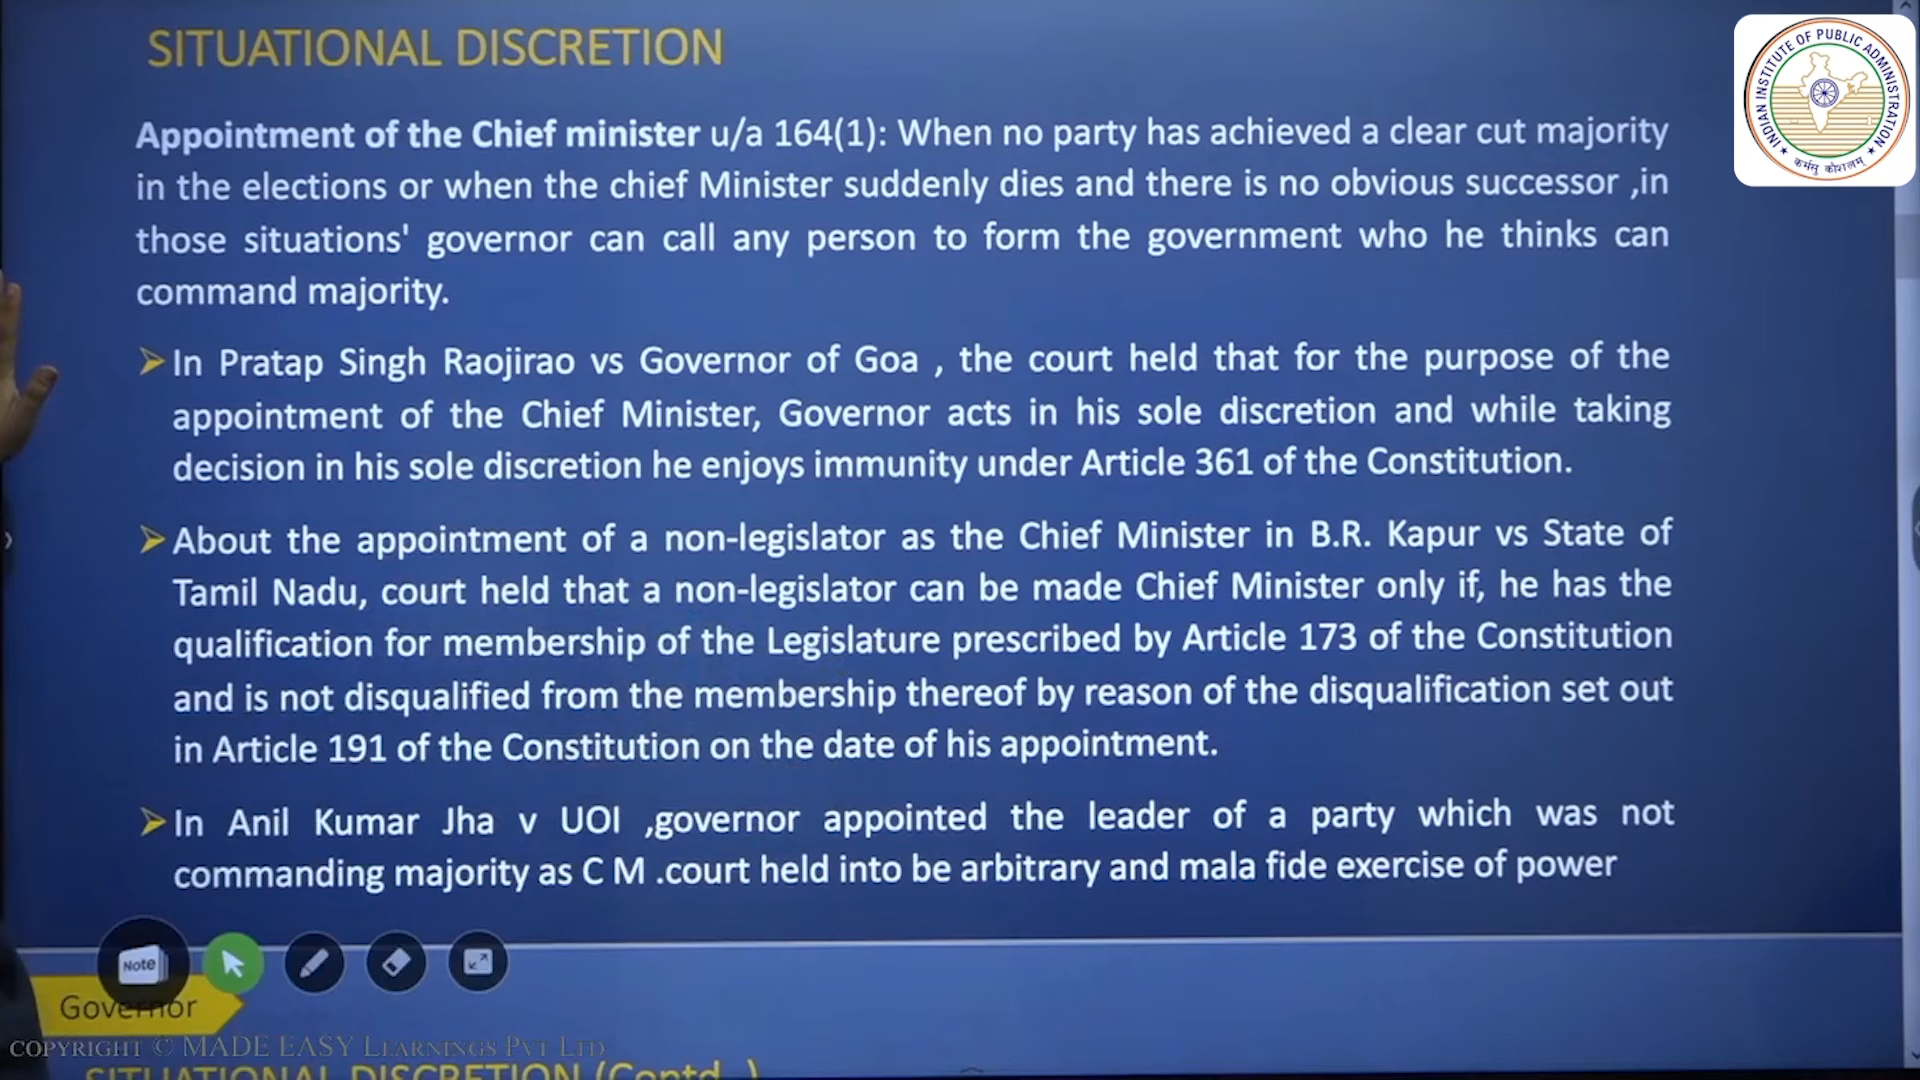 SITUATIONAL DISCRETION
INDIAN INSTITUTE OF PUBLIC ADMINISTRATION
कर्मसु कौशलम्
Appointment of the Chief minister u/a 164(1): When no party has achieved a clear cut majority
in the elections or when the chief Minister suddenly dies and there is no obvious successor ,in
those situations' governor can call any person to form the government who he thinks can
command majority.
➤ In Pratap Singh Raojirao vs Governor of Goa , the court held that for the purpose of the
appointment of the Chief Minister, Governor acts in his sole discretion and while taking
decision in his sole discretion he enjoys immunity under Article 361 of the Constitution.
➤ About the appointment of a non-legislator as the Chief Minister in B.R. Kapur vs State of
Tamil Nadu, court held that a non-legislator can be made Chief Minister only if, he has the
qualification for membership of the Legislature prescribed by Article 173 of the Constitution
and is not disqualified from the membership thereof by reason of the disqualification set out
in Article 191 of the Constitution on the date of his appointment.
➤ In Anil Kumar Jha v UOI ,governor appointed the leader of a party which was not
commanding majority as C M .court held into be arbitrary and mala fide exercise of power
Note
Governor
COPYRIGHT © MADE EASY LEARNINGS PVT LTD
SITUATIONAL DISCRETION (Contd..)